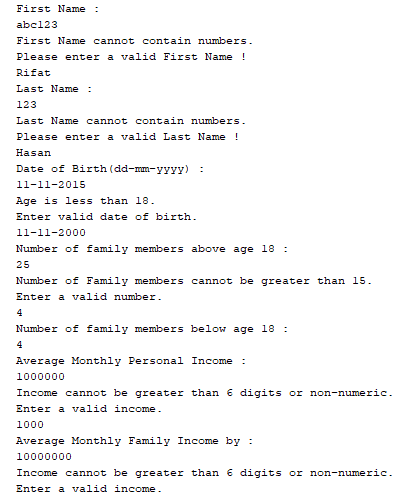 First Name :
abc123
First Name cannot contain numbers.
Please enter a valid First Name !
Rifat
Last Name :
123
Last Name cannot contain numbers.
Please enter a valid Last Name !
Hasan
Date of Birth(dd-mm-yyyy) :
11-11-2015
Age is less than 18.
Enter valid date of birth.
11-11-2000
Number of family members above age 18 :
25
Number of Family members cannot be greater than 15.
Enter a valid number.
4
Number of family members below age 18 :
4
Average Monthly Personal Income :
1000000
Income cannot be greater than 6 digits or non-numeric.
Enter a valid income.
1000
Average Monthly Family Income by :
10000000
Income cannot be greater than 6 digits or non-numeric.
Enter a valid income.